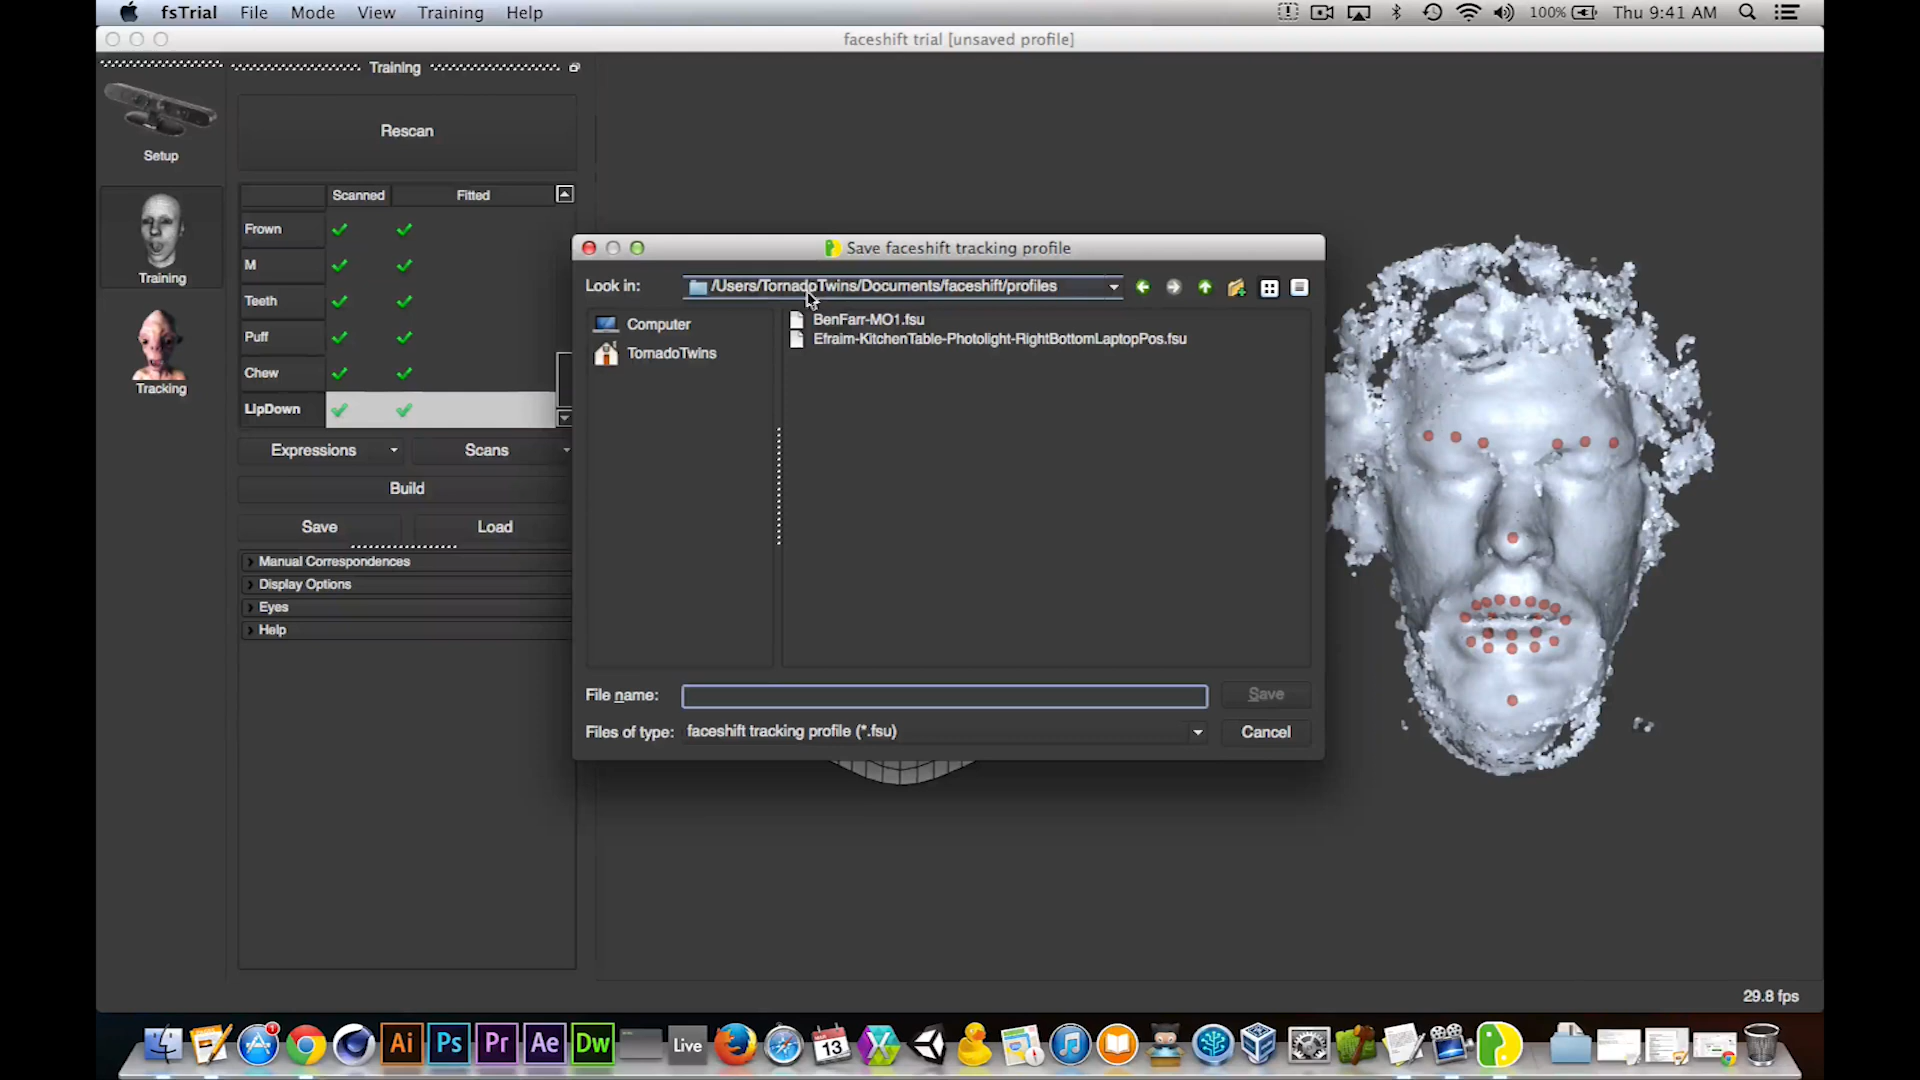 fsTrial File Mode View Training Help 100% Thu 9:41 AM
faceshift trial [unsaved profile]
Training
Setup
Training
Tracking
Rescan
Scanned Fitted
Frown
M
Teeth
Puff
Chew
LipDown
Expressions Scans
Build
Save Load
Manual Correspondences
Display Options
Eyes
Help
Save faceshift tracking profile
Look in: /Users/TornadoTwins/Documents/faceshift/profiles
Computer
TornadoTwins
BenFarr-MO1.fsu
Efraim-KitchenTable-Photolight-RightBottomLaptopPos.fsu
File name: Save
Files of type: faceshift tracking profile (*.fsu) Cancel
29.8 fps
1 Ai Ps Pr Ae Dw Live 13